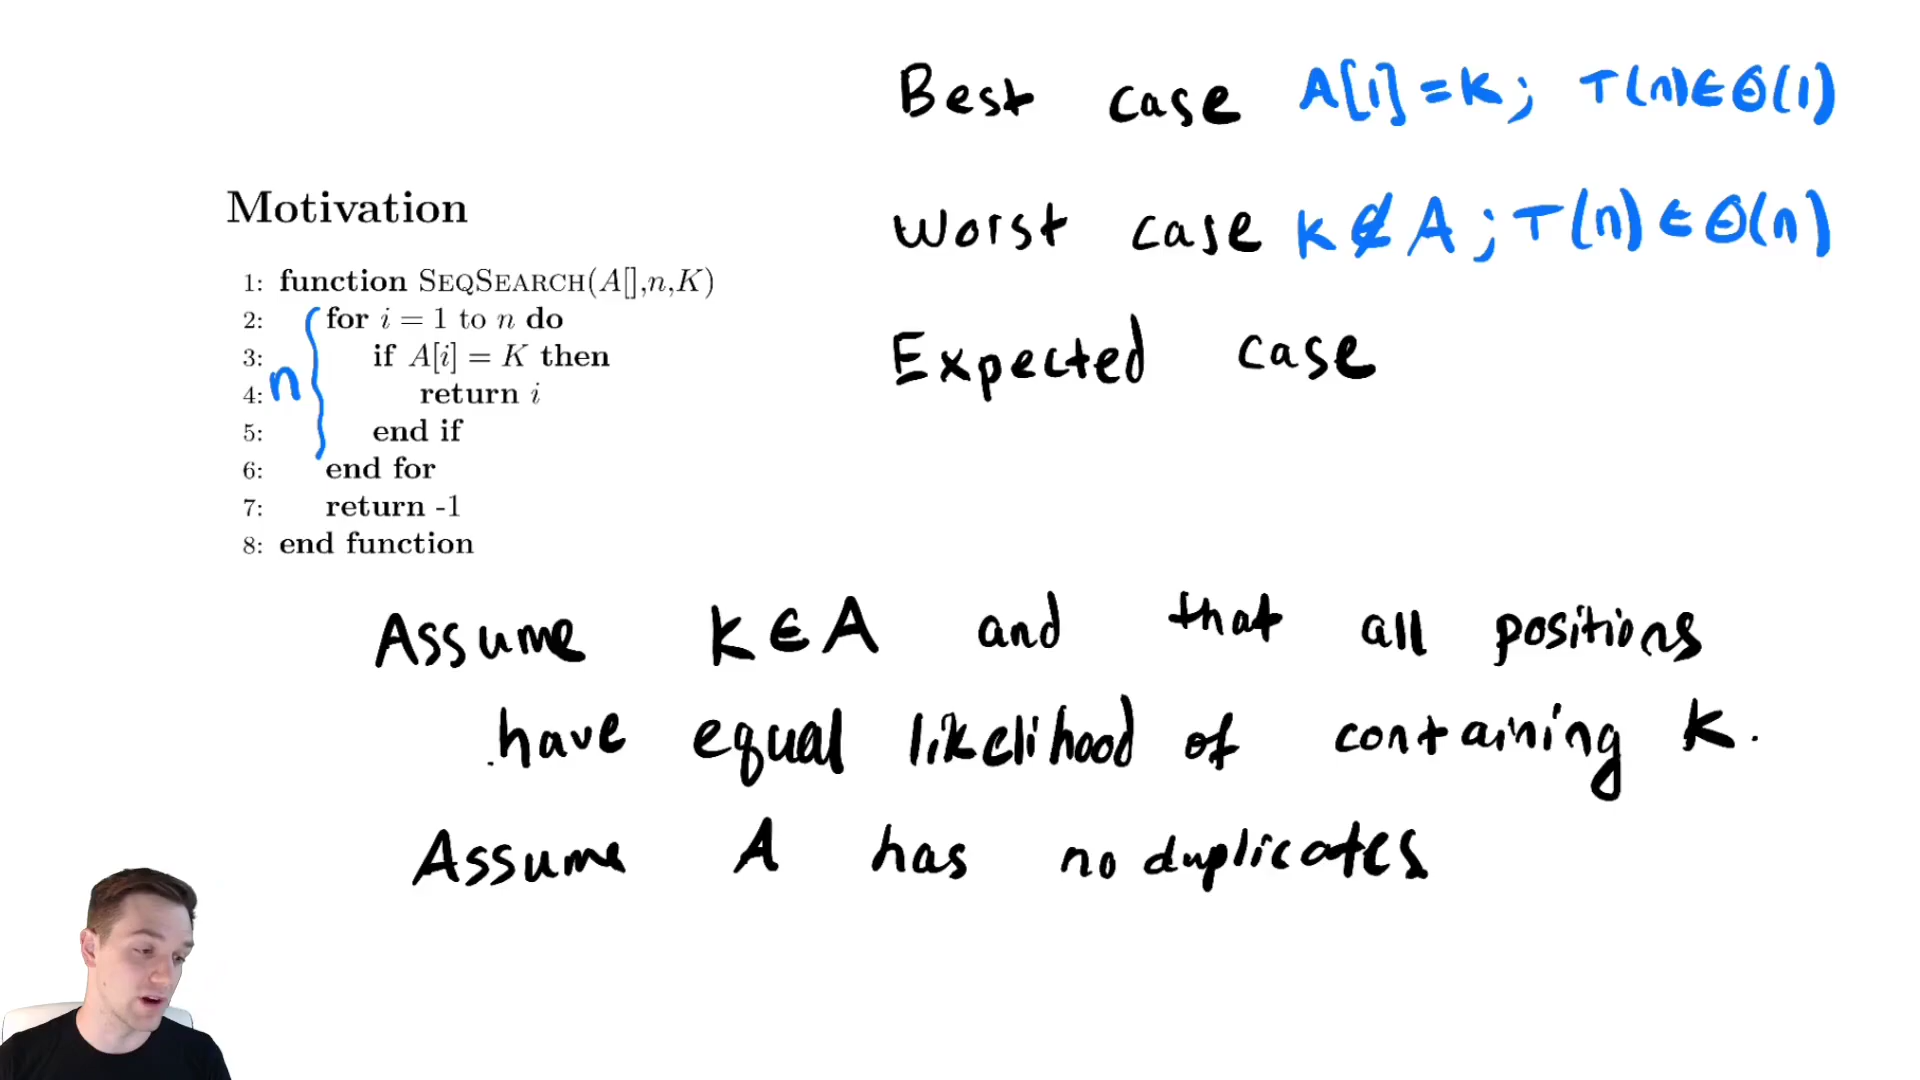 Best case A[1]=K; T(n)∈Θ(1)
Worst case K∉A; T(n)∈Θ(n)
Expected case
Motivation
1: function SEQSEARCH(A[],n,K)
2: for i = 1 to n do
3: if A[i] = K then
4: return i
5: end if
6: end for
7: return -1
8: end function
n
Assume K∈A and that all positions
have equal likelihood of containing K.
Assume A has no duplicates